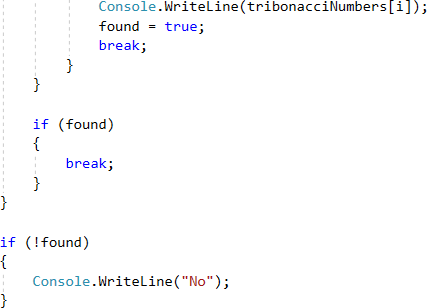 Console.WriteLine(tribonacciNumbers[i]);
found = true;
break;
}
}
if (found)
{
break;
}
}
if (!found)
{
Console.WriteLine("No");
}